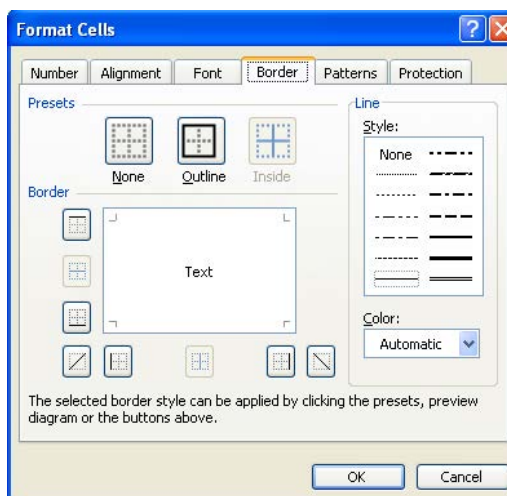 Format Cells
Number Alignment Font Border Patterns Protection
Presets
None Outline Inside
Border
Text
Line
Style:
None
Color:
Automatic
The selected border style can be applied by clicking the presets, preview
diagram or the buttons above.
OK Cancel